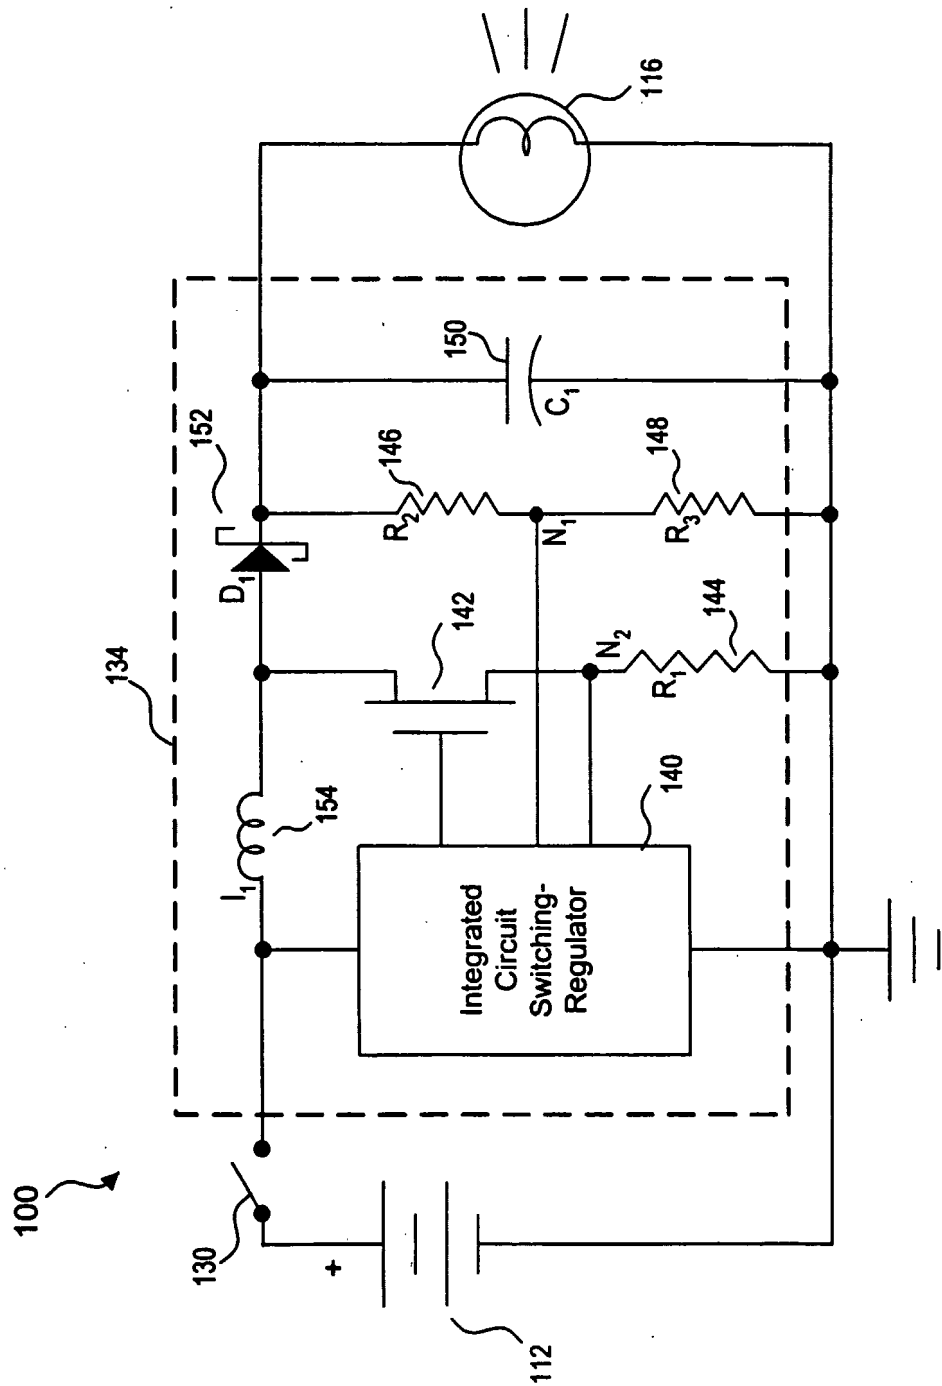 100
130
+
112
134
I1
154
Integrated
Circuit
Switching-
Regulator
140
142
D1
152
N2
R1
144
R2
146
N1
R3
148
150
C1
116